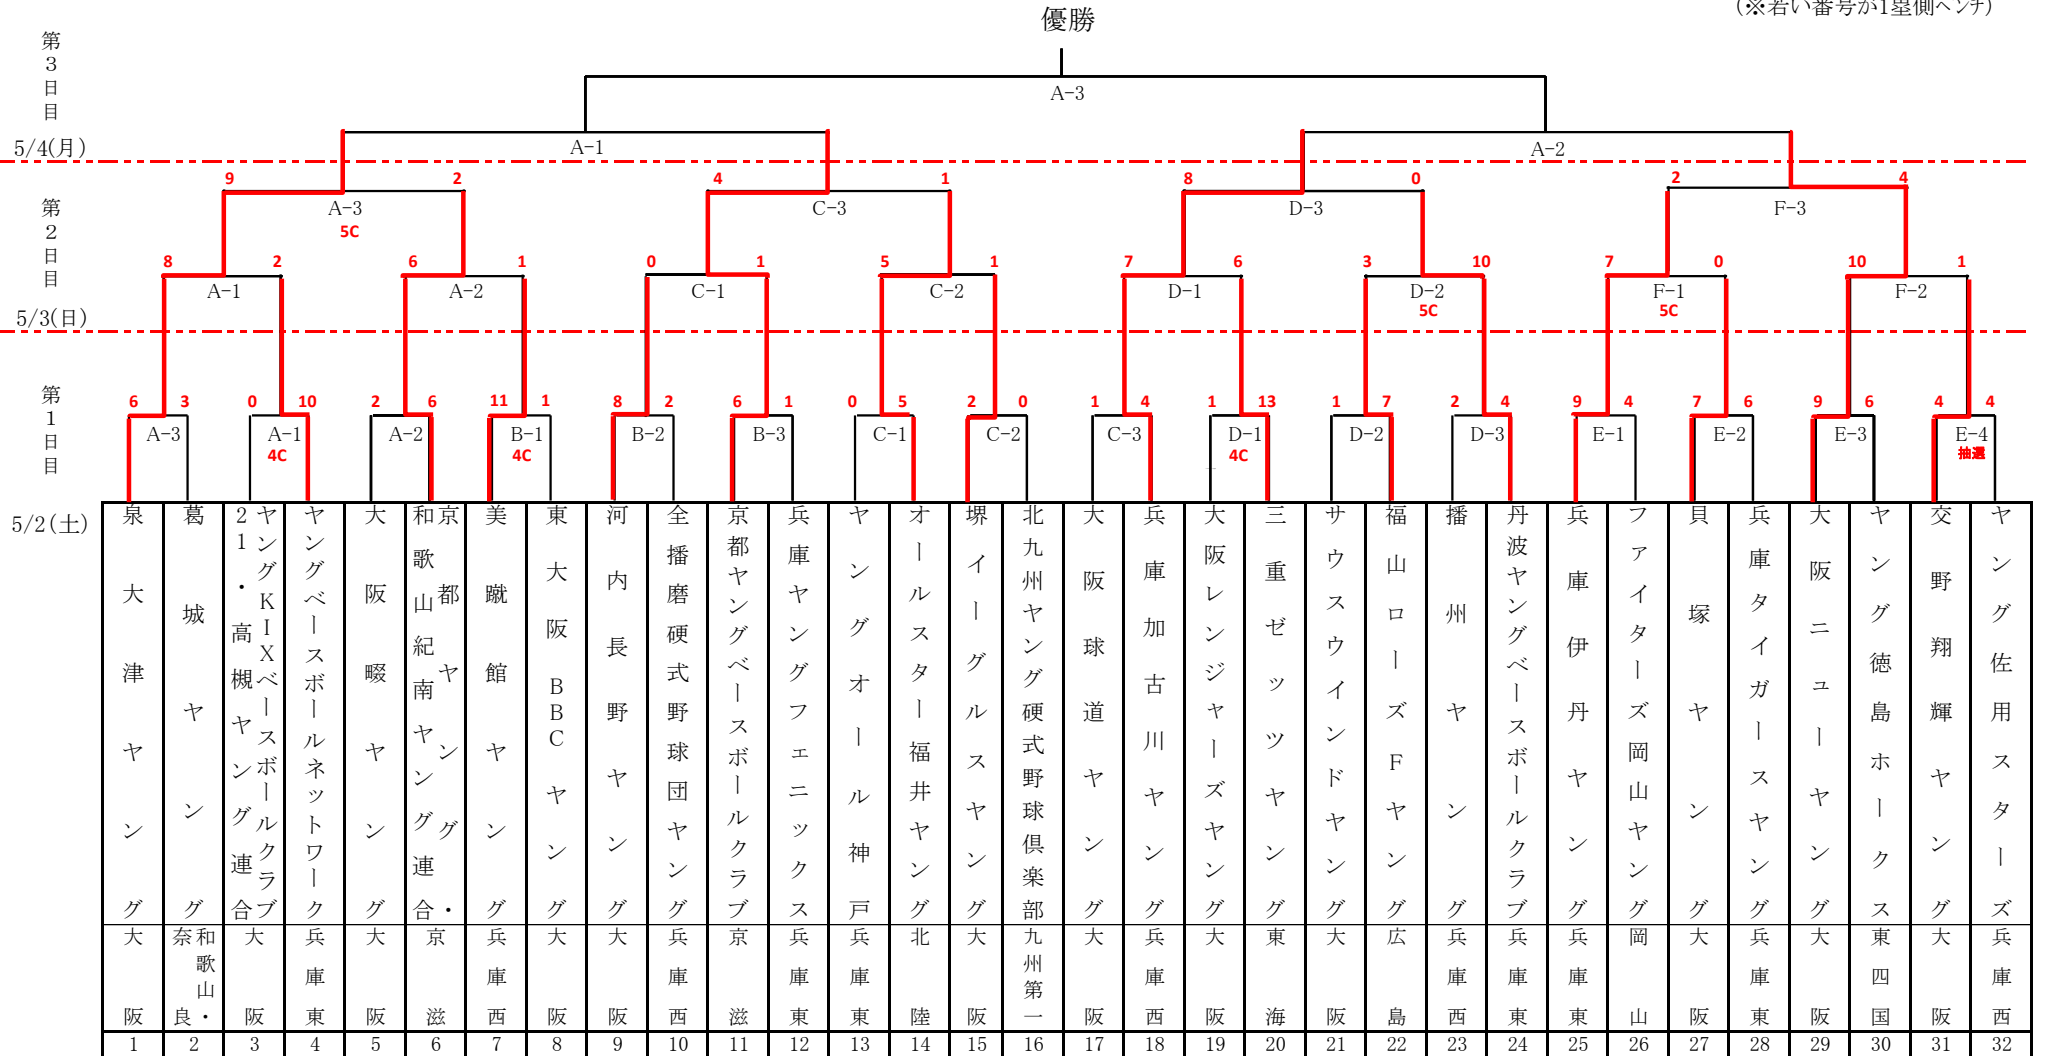 (※若い番号が1塁側ベンチ)
優勝
第3日目
A-3
5/4(月)
A-1
A-2
9 2 4 1 8 0 2 4
第2日目
A-3 C-3 D-3 F-3
5C
8 2 6 1 0 1 5 1 7 6 3 10 7 0 10 1
A-1 A-2 C-1 C-2 D-1 D-2 F-1 F-2
5C 5C
5/3(日)
第1日目
6 3 0 10 2 6 11 1 8 2 6 1 0 5 2 0 1 4 1 13 1 7 2 4 9 4 7 6 9 6 4 4
A-3 A-1 A-2 B-1 B-2 B-3 C-1 C-2 C-3 D-1 D-2 D-3 E-1 E-2 E-3 E-4
4C 4C 4C 抽選
5/2(土)
泉大津ヤング
大阪
1
葛城ヤング
和歌山・奈良
2
ヤングKIXベースボールクラブ
21・高槻ヤング連合
大阪
3
ヤングベースボールネットワーク
兵庫東
4
大阪畷ヤング
大阪
5
京都ヤング・
和歌山紀南ヤング連合
京滋
6
美蹴館ヤング
兵庫西
7
東大阪BBCヤング
大阪
8
河内長野ヤング
大阪
9
全播磨硬式野球団ヤング
兵庫西
10
京都ヤングベースボールクラブ
京滋
11
兵庫ヤングフェニックス
兵庫東
12
ヤングオール神戸
兵庫東
13
オールスター福井ヤング
北陸
14
堺イーグルスヤング
大阪
15
北九州ヤング硬式野球倶楽部
九州第一
16
大阪球道ヤング
大阪
17
兵庫加古川ヤング
兵庫西
18
大阪レンジャーズヤング
大阪
19
三重ゼッツヤング
東海
20
サウスウインドヤング
大阪
21
福山ローズFヤング
広島
22
播州ヤング
兵庫西
23
丹波ヤングベースボールクラブ
兵庫東
24
兵庫伊丹ヤング
兵庫東
25
ファイターズ岡山ヤング
岡山
26
貝塚ヤング
大阪
27
兵庫タイガースヤング
兵庫東
28
大阪ニューヤング
大阪
29
ヤング徳島ホークス
東四国
30
交野翔輝ヤング
大阪
31
ヤング佐用スターズ
兵庫西
32